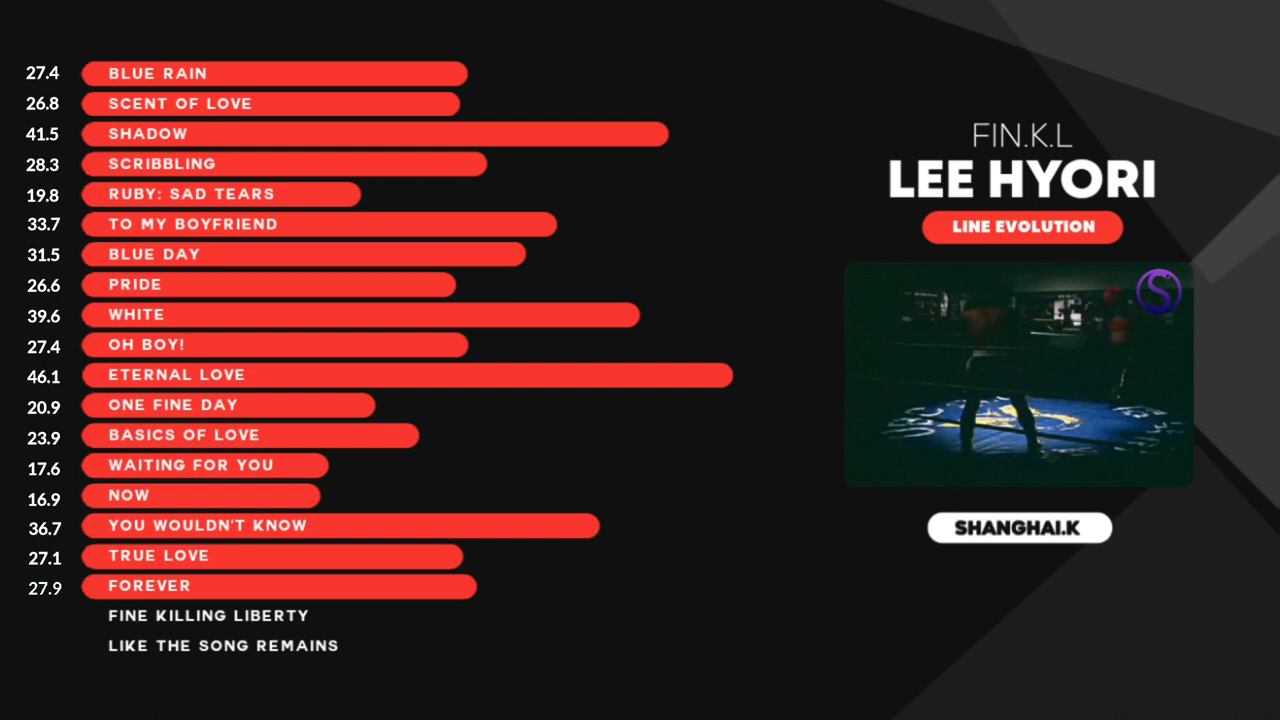 27.4 BLUE RAIN
26.8 SCENT OF LOVE
41.5 SHADOW
28.3 SCRIBBLING
19.8 RUBY: SAD TEARS
33.7 TO MY BOYFRIEND
31.5 BLUE DAY
26.6 PRIDE
39.6 WHITE
27.4 OH BOY!
46.1 ETERNAL LOVE
20.9 ONE FINE DAY
23.9 BASICS OF LOVE
17.6 WAITING FOR YOU
16.9 NOW
36.7 YOU WOULDN'T KNOW
27.1 TRUE LOVE
27.9 FOREVER
FINE KILLING LIBERTY
LIKE THE SONG REMAINS
FIN.K.L
LEE HYORI
LINE EVOLUTION
S
SHANGHAI.K